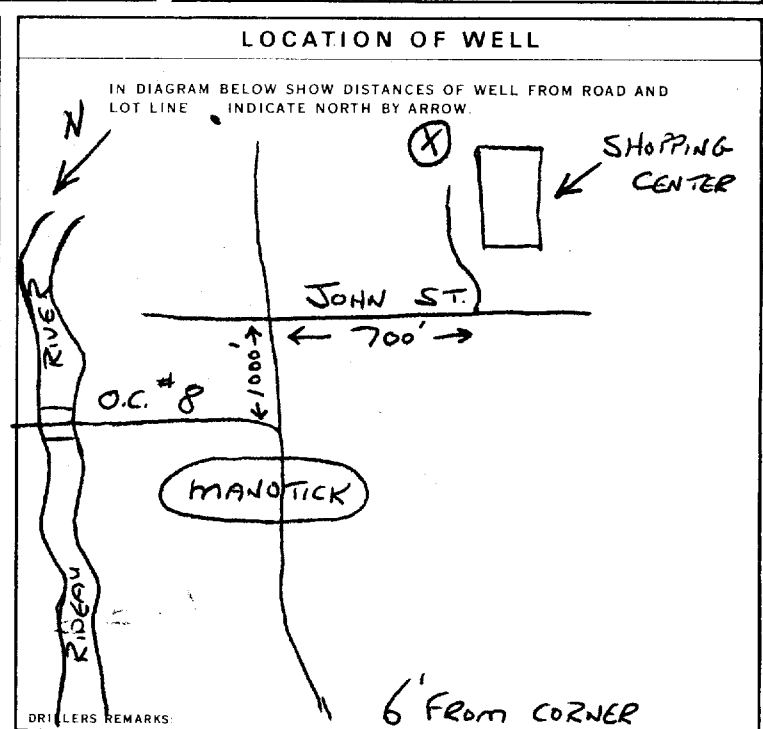 LOCATION OF WELL
IN DIAGRAM BELOW SHOW DISTANCES OF WELL FROM ROAD AND
LOT LINE INDICATE NORTH BY ARROW.
N
X
SHOPPING
CENTER
JOHN ST.
700'
1000'
RIVER
O.C. #8
MANOTICK
RIDEAU
6' FROM CORNER
DRILLERS REMARKS: